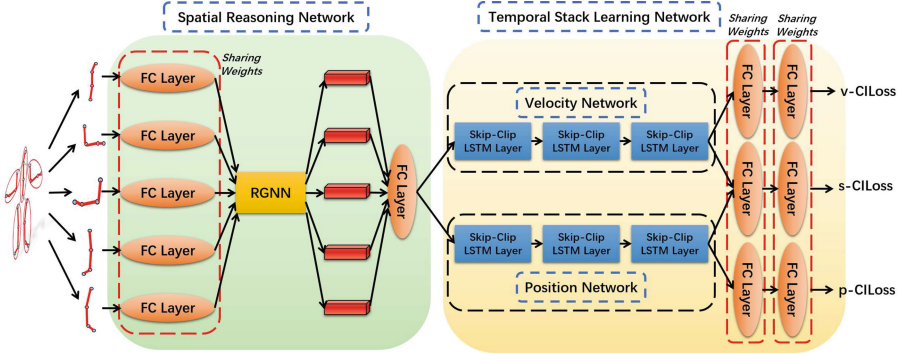 Spatial Reasoning Network
Temporal Stack Learning Network
Sharing
Weights
Sharing
Weights
Sharing
Weights
FC Layer
FC Layer
FC Layer
FC Layer
FC Layer
RGNN
FC Layer
Velocity Network
Skip-Clip
LSTM Layer
Skip-Clip
LSTM Layer
Skip-Clip
LSTM Layer
Skip-Clip
LSTM Layer
Skip-Clip
LSTM Layer
Skip-Clip
LSTM Layer
Position Network
FC Layer
FC Layer
v-ClLoss
FC Layer
FC Layer
s-ClLoss
FC Layer
FC Layer
p-ClLoss